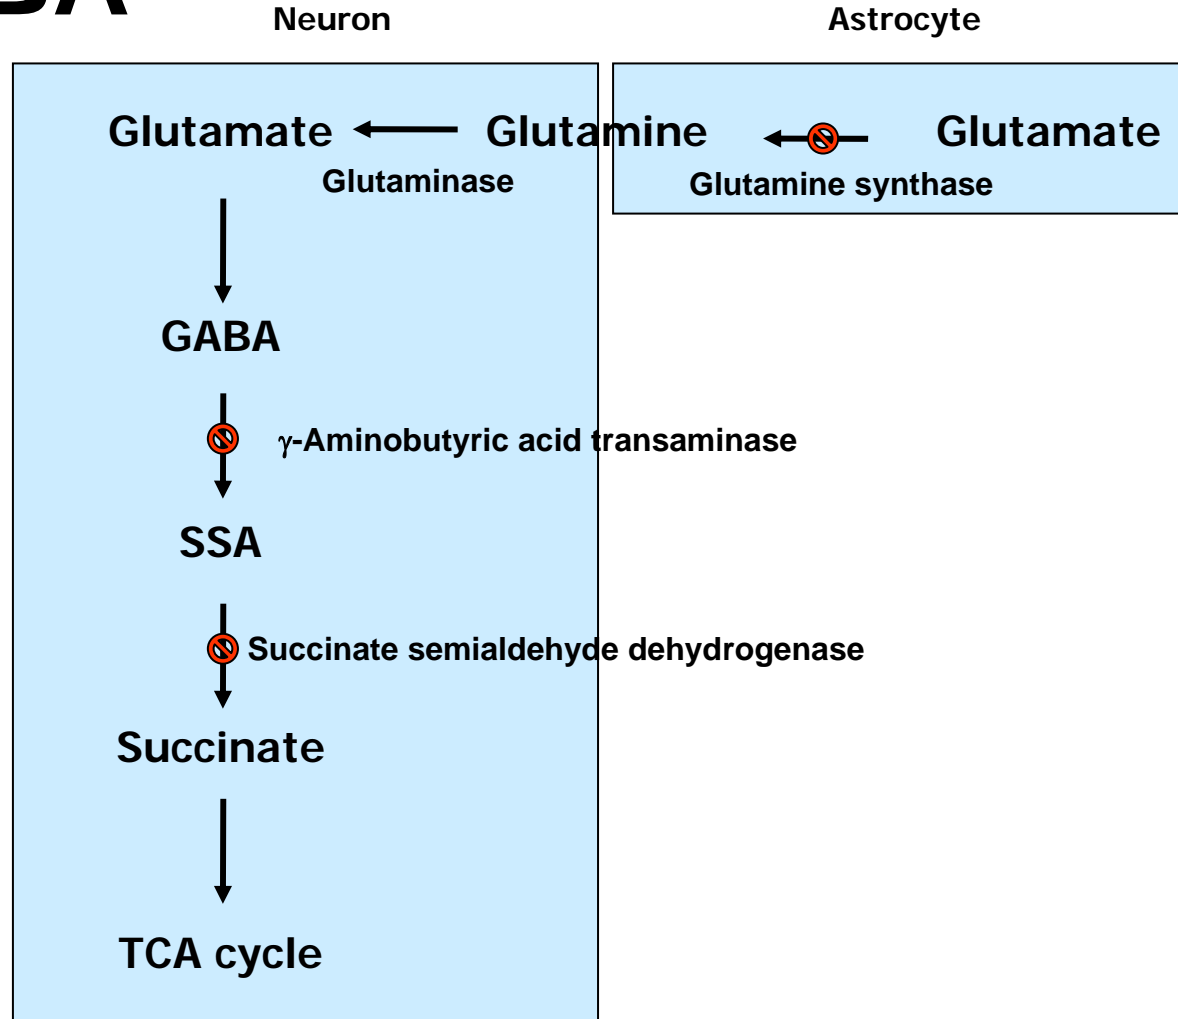 Neuron Astrocyte
Glutamate Glutamine Glutamate
Glutaminase Glutamine synthase
GABA
γ-Aminobutyric acid transaminase
SSA
Succinate semialdehyde dehydrogenase
Succinate
TCA cycle